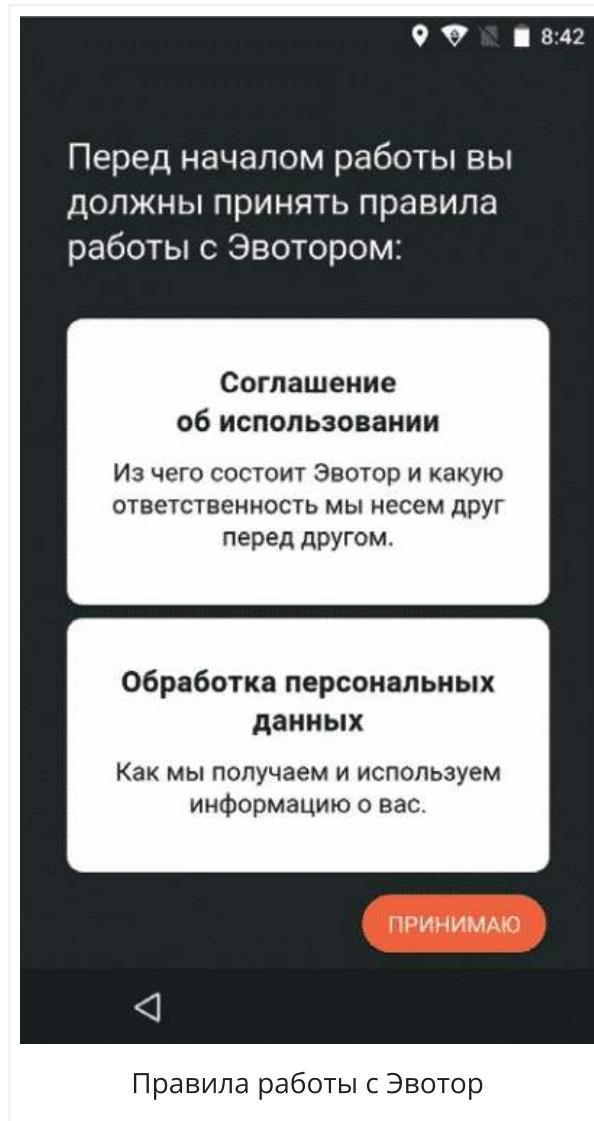 8:42
Перед началом работы вы
должны принять правила
работы с Эвотором:
Соглашение
об использовании
Из чего состоит Эвотор и какую
ответственность мы несем друг
перед другом.
Обработка персональных
данных
Как мы получаем и используем
информацию о вас.
ПРИНИМАЮ
Правила работы с Эвотор